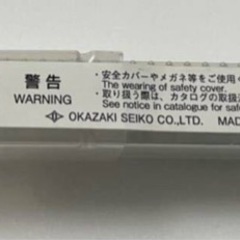 警告
WARNING
・安全カバーやメガネ等をご使用
The wearing of safety cover.
・取り扱う際は、カタログの取扱
See notice in catalogue for safe
OKAZAKI SEIKO CO.,LTD. MAD